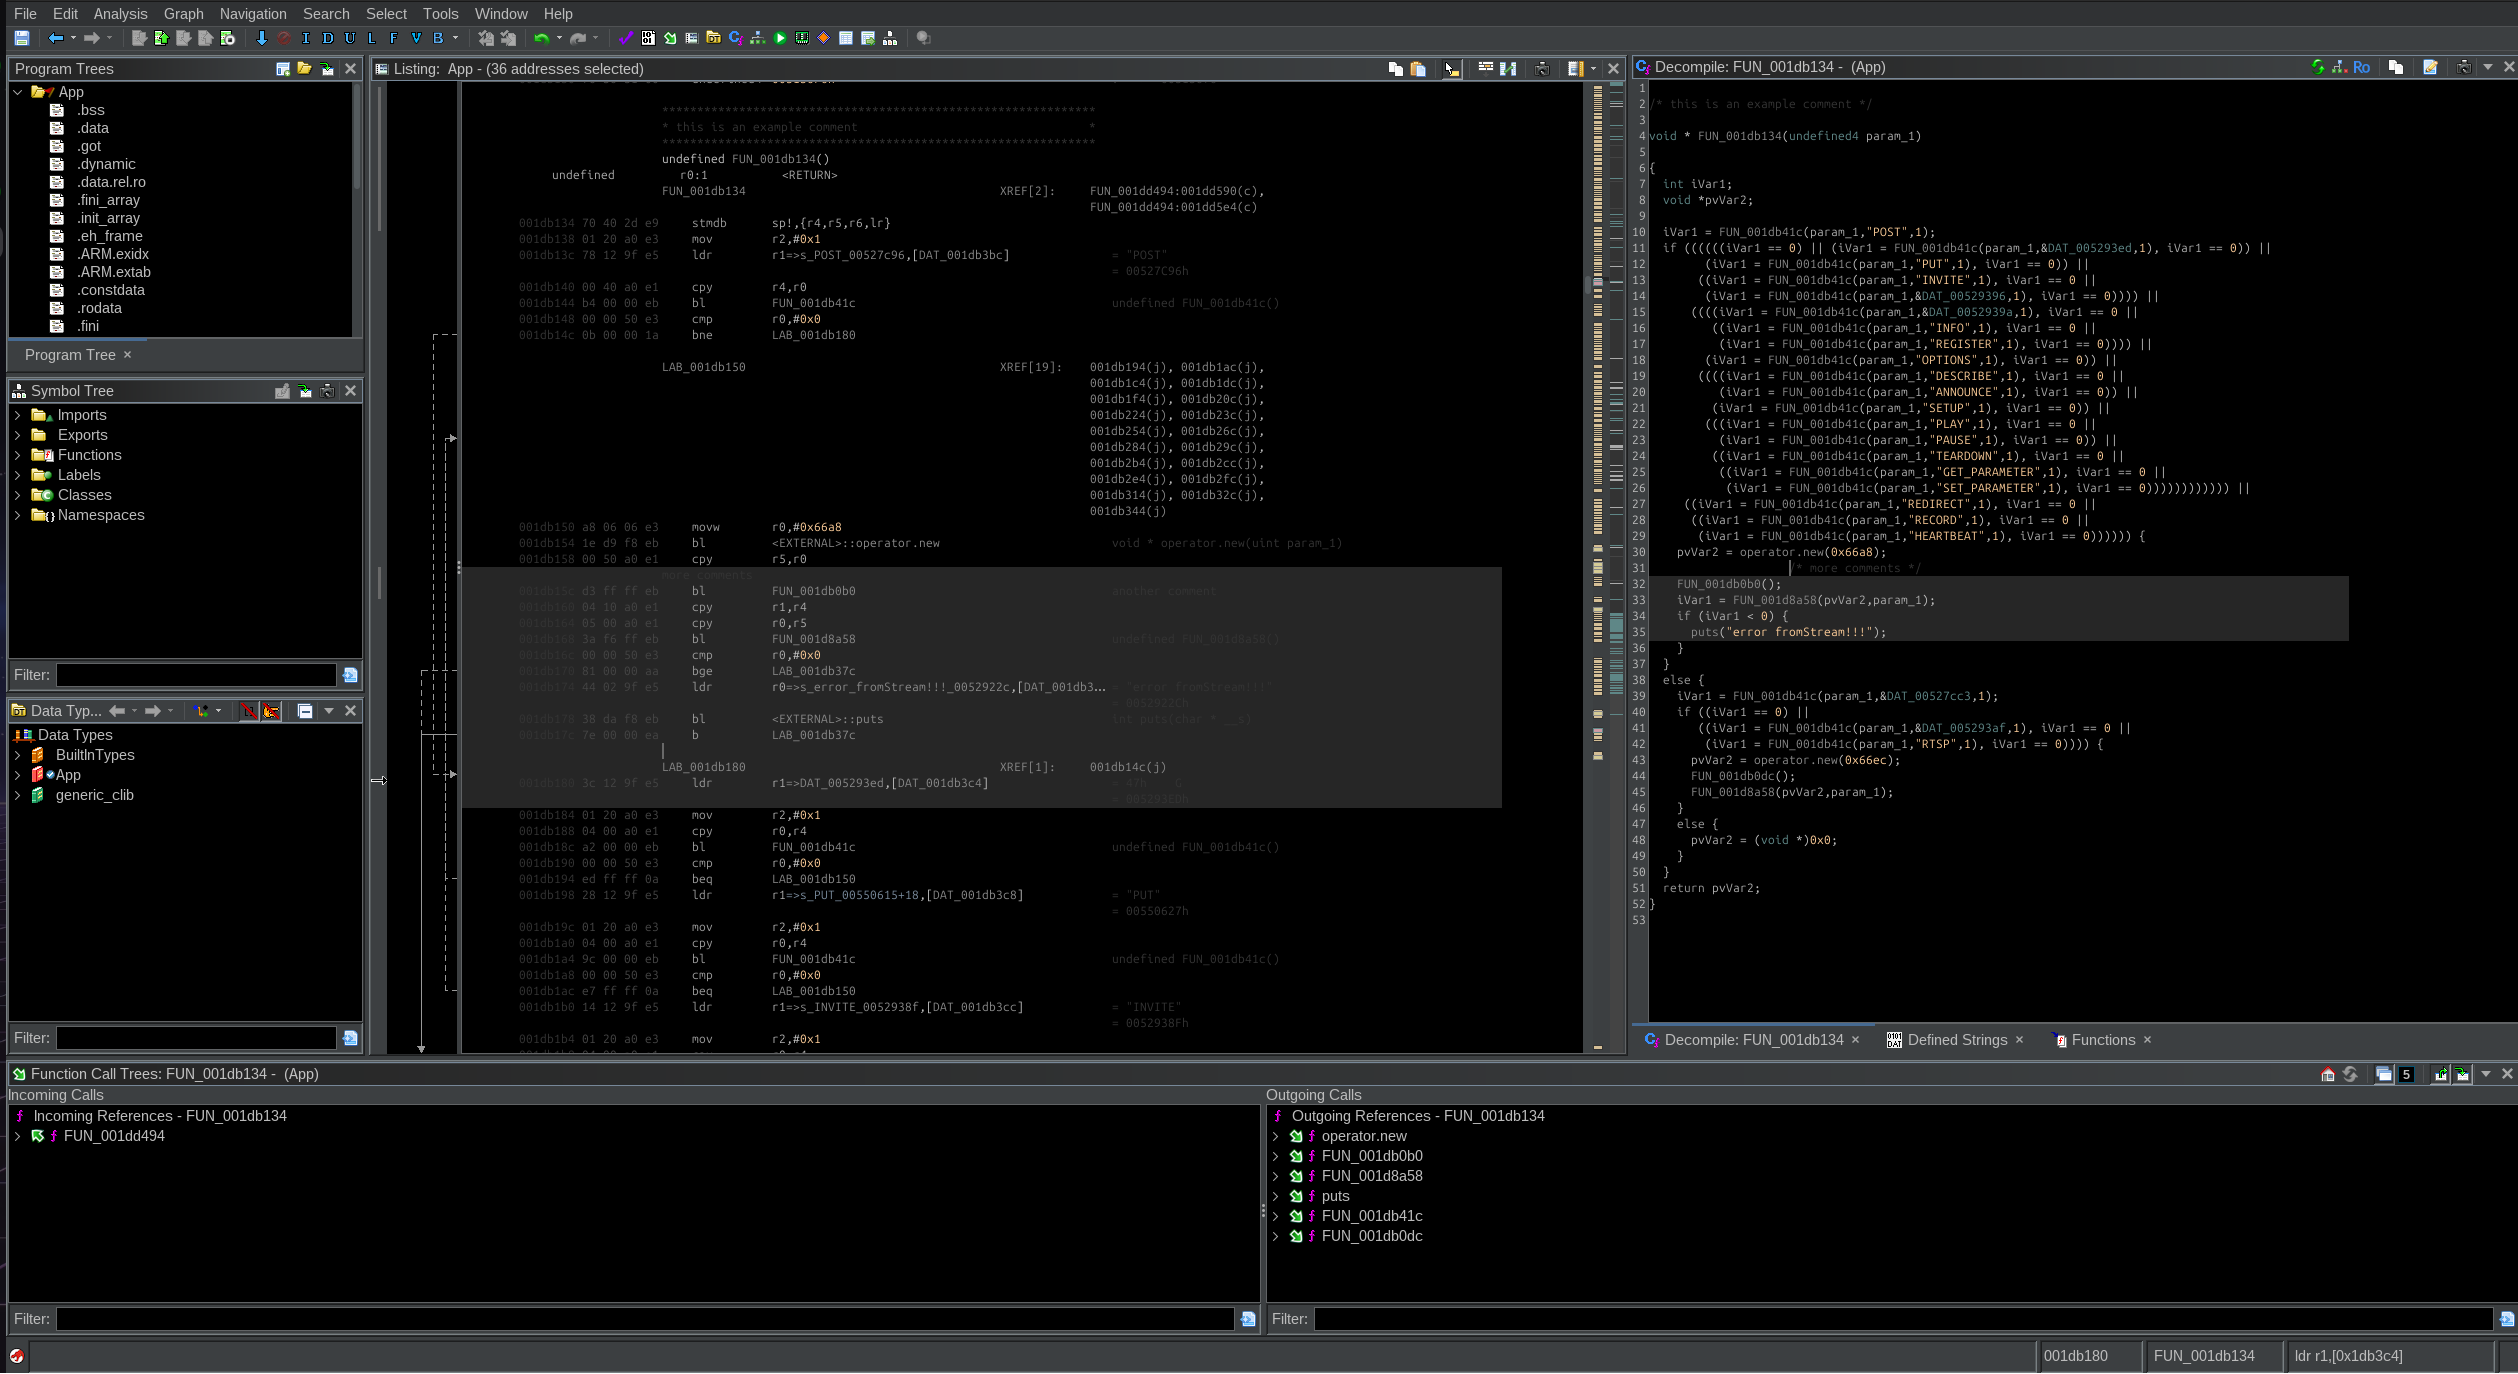 File Edit Analysis Graph Navigation Search Select Tools Window Help
I D U L F V B
Program Trees
App
.bss
.data
.got
.dynamic
.data.rel.ro
.fini_array
.init_array
.eh_frame
.ARM.exidx
.ARM.extab
.constdata
.rodata
.fini
Program Tree ×
Symbol Tree
Imports
Exports
Functions
Labels
Classes
Namespaces
Filter:
Data Typ...
Data Types
BuiltInTypes
App
generic_clib
Filter:
Listing: App - (36 addresses selected)
*************************************************************
* this is an example comment *
*************************************************************
undefined FUN_001db134()
undefined r0:1 <RETURN>
FUN_001db134 XREF[2]: FUN_001dd494:001dd590(c),
FUN_001dd494:001dd5e4(c)
001db134 70 40 2d e9 stmdb sp!,{r4,r5,r6,lr}
001db138 01 20 a0 e3 mov r2,#0x1
001db13c 78 12 9f e5 ldr r1=>s_POST_00527c96,[DAT_001db3bc] = "POST"
= 00527C96h
001db140 00 40 a0 e1 cpy r4,r0
001db144 b4 00 00 eb bl FUN_001db41c undefined FUN_001db41c()
001db148 00 00 50 e3 cmp r0,#0x0
001db14c 0b 00 00 1a bne LAB_001db180
LAB_001db150 XREF[19]: 001db194(j), 001db1ac(j),
001db1c4(j), 001db1dc(j),
001db1f4(j), 001db20c(j),
001db224(j), 001db23c(j),
001db254(j), 001db26c(j),
001db284(j), 001db29c(j),
001db2b4(j), 001db2cc(j),
001db2e4(j), 001db2fc(j),
001db314(j), 001db32c(j),
001db344(j)
001db150 a8 06 06 e3 movw r0,#0x66a8
001db154 1e d9 f8 eb bl <EXTERNAL>::operator.new void * operator.new(uint param_1)
001db158 00 50 a0 e1 cpy r5,r0
more comments
001db15c d3 ff ff eb bl FUN_001db0b0 another comment
001db160 04 10 a0 e1 cpy r1,r4
001db164 05 00 a0 e1 cpy r0,r5
001db168 3a f6 ff eb bl FUN_001d8a58 undefined FUN_001d8a58()
001db16c 00 00 50 e3 cmp r0,#0x0
001db170 81 00 00 aa bge LAB_001db37c
001db174 44 02 9f e5 ldr r0=>s_error_fromStream!!!_0052922c,[DAT_001db3... = "error fromStream!!!"
= 0052922Ch
001db178 38 da f8 eb bl <EXTERNAL>::puts int puts(char * __s)
001db17c 7e 00 00 ea b LAB_001db37c
LAB_001db180 XREF[1]: 001db14c(j)
001db180 3c 12 9f e5 ldr r1=>DAT_005293ed,[DAT_001db3c4] = 47h G
= 005293EDh
001db184 01 20 a0 e3 mov r2,#0x1
001db188 04 00 a0 e1 cpy r0,r4
001db18c a2 00 00 eb bl FUN_001db41c undefined FUN_001db41c()
001db190 00 00 50 e3 cmp r0,#0x0
001db194 ed ff ff 0a beq LAB_001db150
001db198 28 12 9f e5 ldr r1=>s_PUT_00550615+18,[DAT_001db3c8] = "PUT"
= 00550627h
001db19c 01 20 a0 e3 mov r2,#0x1
001db1a0 04 00 a0 e1 cpy r0,r4
001db1a4 9c 00 00 eb bl FUN_001db41c undefined FUN_001db41c()
001db1a8 00 00 50 e3 cmp r0,#0x0
001db1ac e7 ff ff 0a beq LAB_001db150
001db1b0 14 12 9f e5 ldr r1=>s_INVITE_0052938f,[DAT_001db3cc] = "INVITE"
= 0052938Fh
001db1b4 01 20 a0 e3 mov r2,#0x1
Decompile: FUN_001db134 - (App)
Ro
1
2 /* this is an example comment */
3
4 void * FUN_001db134(undefined4 param_1)
5
6 {
7 int iVar1;
8 void *pvVar2;
9
10 iVar1 = FUN_001db41c(param_1,"POST",1);
11 if ((((((iVar1 == 0) || (iVar1 = FUN_001db41c(param_1,&DAT_005293ed,1), iVar1 == 0)) ||
12 (iVar1 = FUN_001db41c(param_1,"PUT",1), iVar1 == 0)) ||
13 ((iVar1 = FUN_001db41c(param_1,"INVITE",1), iVar1 == 0 ||
14 (iVar1 = FUN_001db41c(param_1,&DAT_00529396,1), iVar1 == 0)))) ||
15 ((((iVar1 = FUN_001db41c(param_1,&DAT_0052939a,1), iVar1 == 0 ||
16 ((iVar1 = FUN_001db41c(param_1,"INFO",1), iVar1 == 0 ||
17 (iVar1 = FUN_001db41c(param_1,"REGISTER",1), iVar1 == 0)))) ||
18 (iVar1 = FUN_001db41c(param_1,"OPTIONS",1), iVar1 == 0)) ||
19 ((((iVar1 = FUN_001db41c(param_1,"DESCRIBE",1), iVar1 == 0 ||
20 (iVar1 = FUN_001db41c(param_1,"ANNOUNCE",1), iVar1 == 0)) ||
21 (iVar1 = FUN_001db41c(param_1,"SETUP",1), iVar1 == 0)) ||
22 (((iVar1 = FUN_001db41c(param_1,"PLAY",1), iVar1 == 0 ||
23 (iVar1 = FUN_001db41c(param_1,"PAUSE",1), iVar1 == 0)) ||
24 ((iVar1 = FUN_001db41c(param_1,"TEARDOWN",1), iVar1 == 0 ||
25 ((iVar1 = FUN_001db41c(param_1,"GET_PARAMETER",1), iVar1 == 0 ||
26 (iVar1 = FUN_001db41c(param_1,"SET_PARAMETER",1), iVar1 == 0)))))))))))) ||
27 ((iVar1 = FUN_001db41c(param_1,"REDIRECT",1), iVar1 == 0 ||
28 ((iVar1 = FUN_001db41c(param_1,"RECORD",1), iVar1 == 0 ||
29 ((iVar1 = FUN_001db41c(param_1,"HEARTBEAT",1), iVar1 == 0)))))) {
30 pvVar2 = operator.new(0x66a8);
31 /* more comments */
32 FUN_001db0b0();
33 iVar1 = FUN_001d8a58(pvVar2,param_1);
34 if (iVar1 < 0) {
35 puts("error fromStream!!!");
36 }
37 }
38 else {
39 iVar1 = FUN_001db41c(param_1,&DAT_00527cc3,1);
40 if ((iVar1 == 0) ||
41 ((iVar1 = FUN_001db41c(param_1,&DAT_005293af,1), iVar1 == 0 ||
42 (iVar1 = FUN_001db41c(param_1,"RTSP",1), iVar1 == 0)))) {
43 pvVar2 = operator.new(0x66ec);
44 FUN_001db0dc();
45 FUN_001d8a58(pvVar2,param_1);
46 }
47 else {
48 pvVar2 = (void *)0x0;
49 }
50 }
51 return pvVar2;
52 }
53
Decompile: FUN_001db134 × Defined Strings × Functions ×
Function Call Trees: FUN_001db134 - (App)
5
Incoming Calls
Incoming References - FUN_001db134
FUN_001dd494
Filter:
Outgoing Calls
Outgoing References - FUN_001db134
operator.new
FUN_001db0b0
FUN_001d8a58
puts
FUN_001db41c
FUN_001db0dc
Filter:
001db180 FUN_001db134 ldr r1,[0x1db3c4]